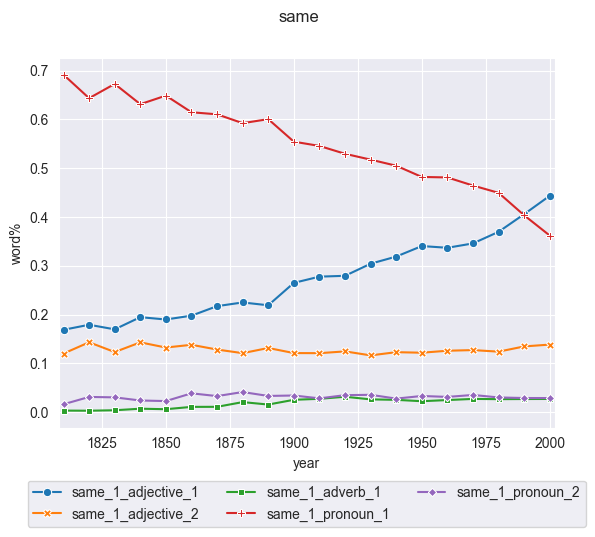 same
0.7
0.6
0.5
0.4
0.3
0.2
0.1
0.0
word%
1825 1850 1875 1900 1925 1950 1975 2000
year
same_1_adjective_1 same_1_adverb_1 same_1_pronoun_2
same_1_adjective_2 same_1_pronoun_1